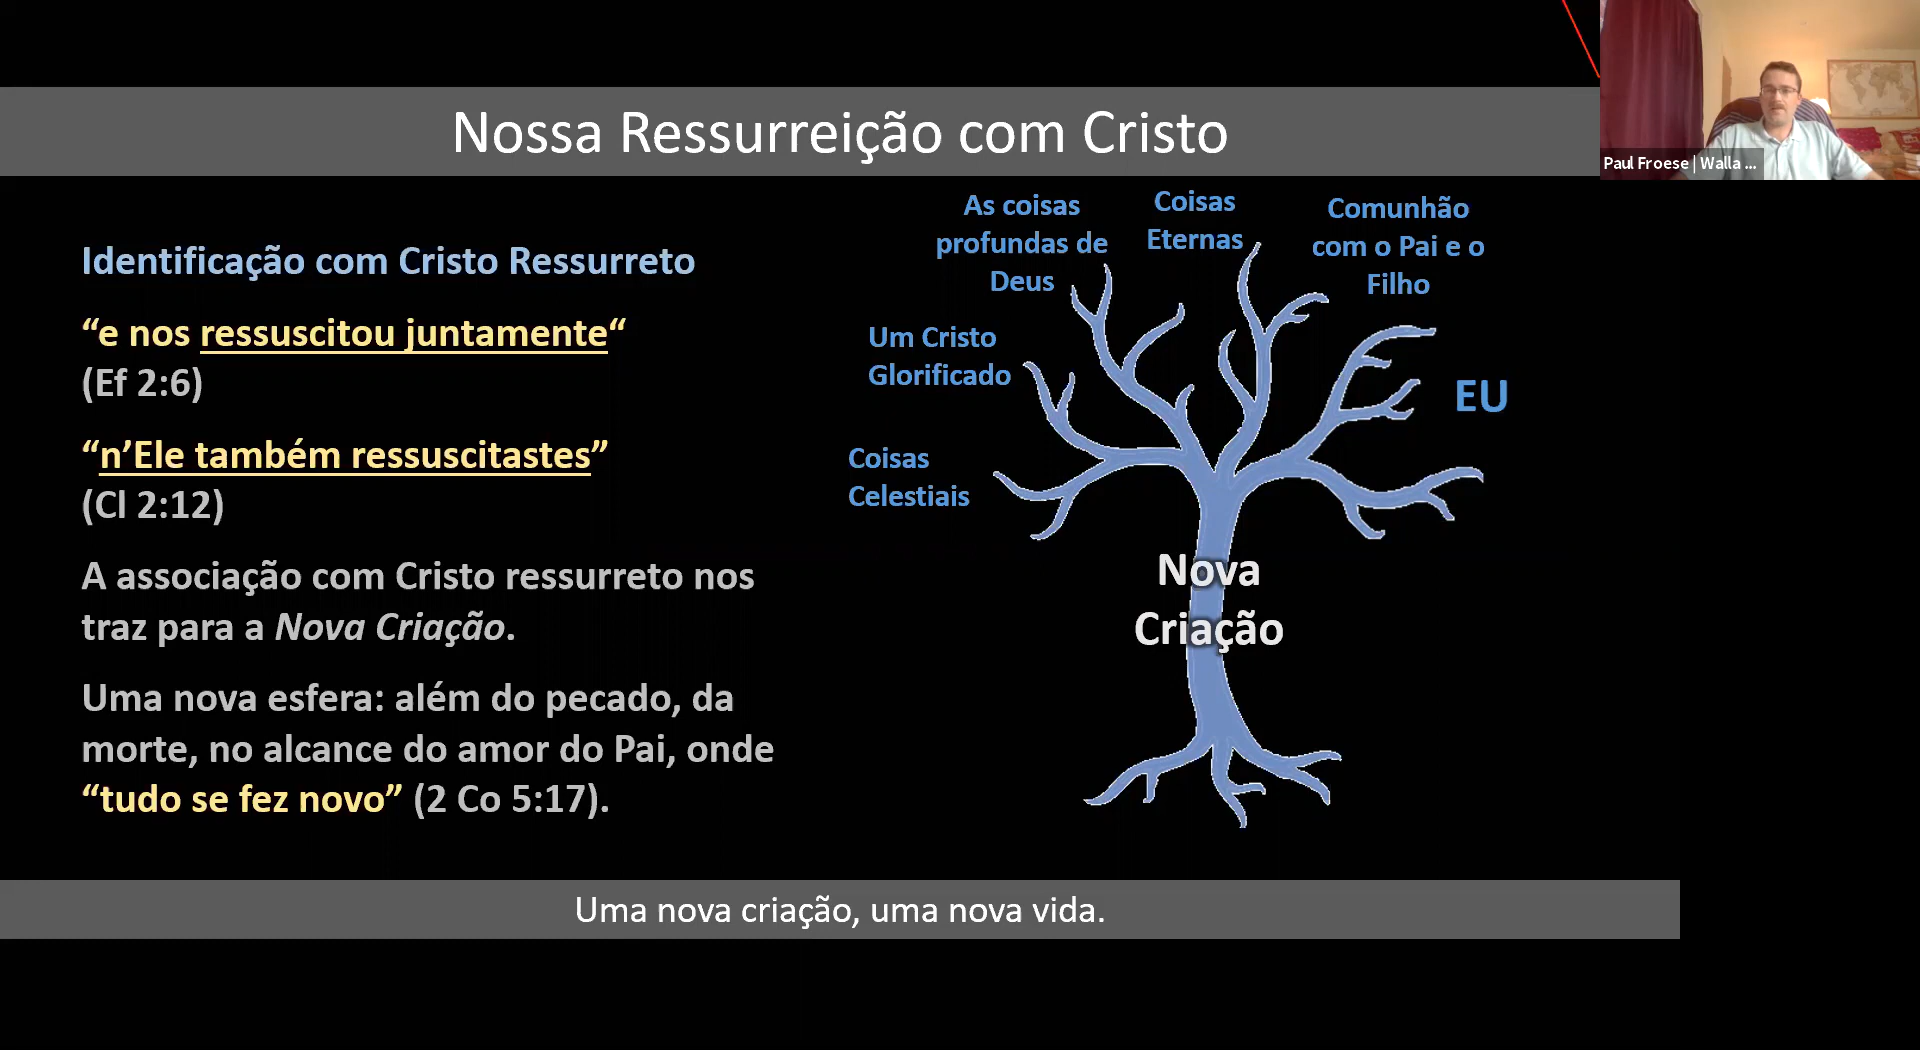 Nossa Ressurreição com Cristo
Paul Froese | Walla ...
Identificação com Cristo Ressurreto
“e nos ressuscitou juntamente“
(Ef 2:6)
“n’Ele também ressuscitastes”
(Cl 2:12)
A associação com Cristo ressurreto nos
traz para a Nova Criação.
Uma nova esfera: além do pecado, da
morte, no alcance do amor do Pai, onde
“tudo se fez novo” (2 Co 5:17).
As coisas
profundas de
Deus
Coisas
Eternas
Comunhão
com o Pai e o
Filho
Um Cristo
Glorificado
EU
Coisas
Celestiais
Nova
Criação
Uma nova criação, uma nova vida.